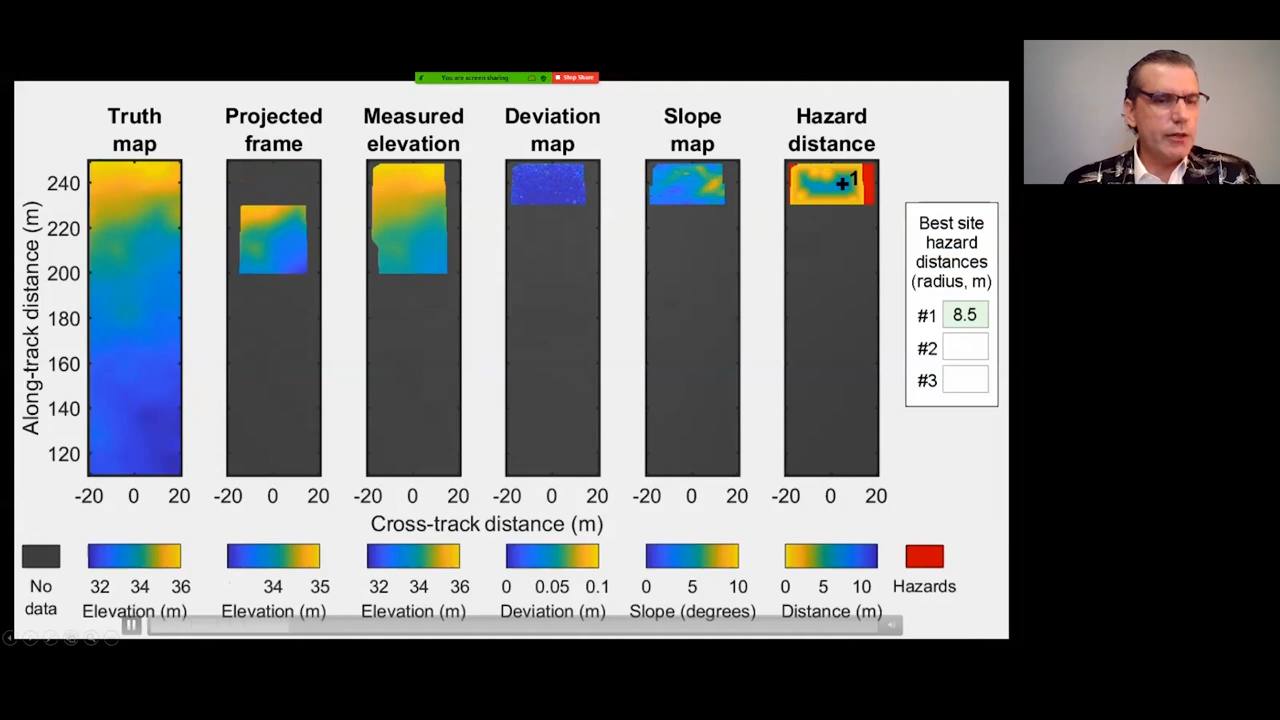 You are screen sharing
Stop Share
Truth map
Projected frame
Measured elevation
Deviation map
Slope map
Hazard distance
Along-track distance (m)
240
220
200
180
160
140
120
+1
-20 0 20
-20 0 20
-20 0 20
-20 0 20
-20 0 20
-20 0 20
Cross-track distance (m)
Best site
hazard
distances
(radius, m)
#1 8.5
#2
#3
No
data
32 34 36
Elevation (m)
34 35
Elevation (m)
32 34 36
Elevation (m)
0 0.05 0.1
Deviation (m)
0 5 10
Slope (degrees)
0 5 10
Distance (m)
Hazards